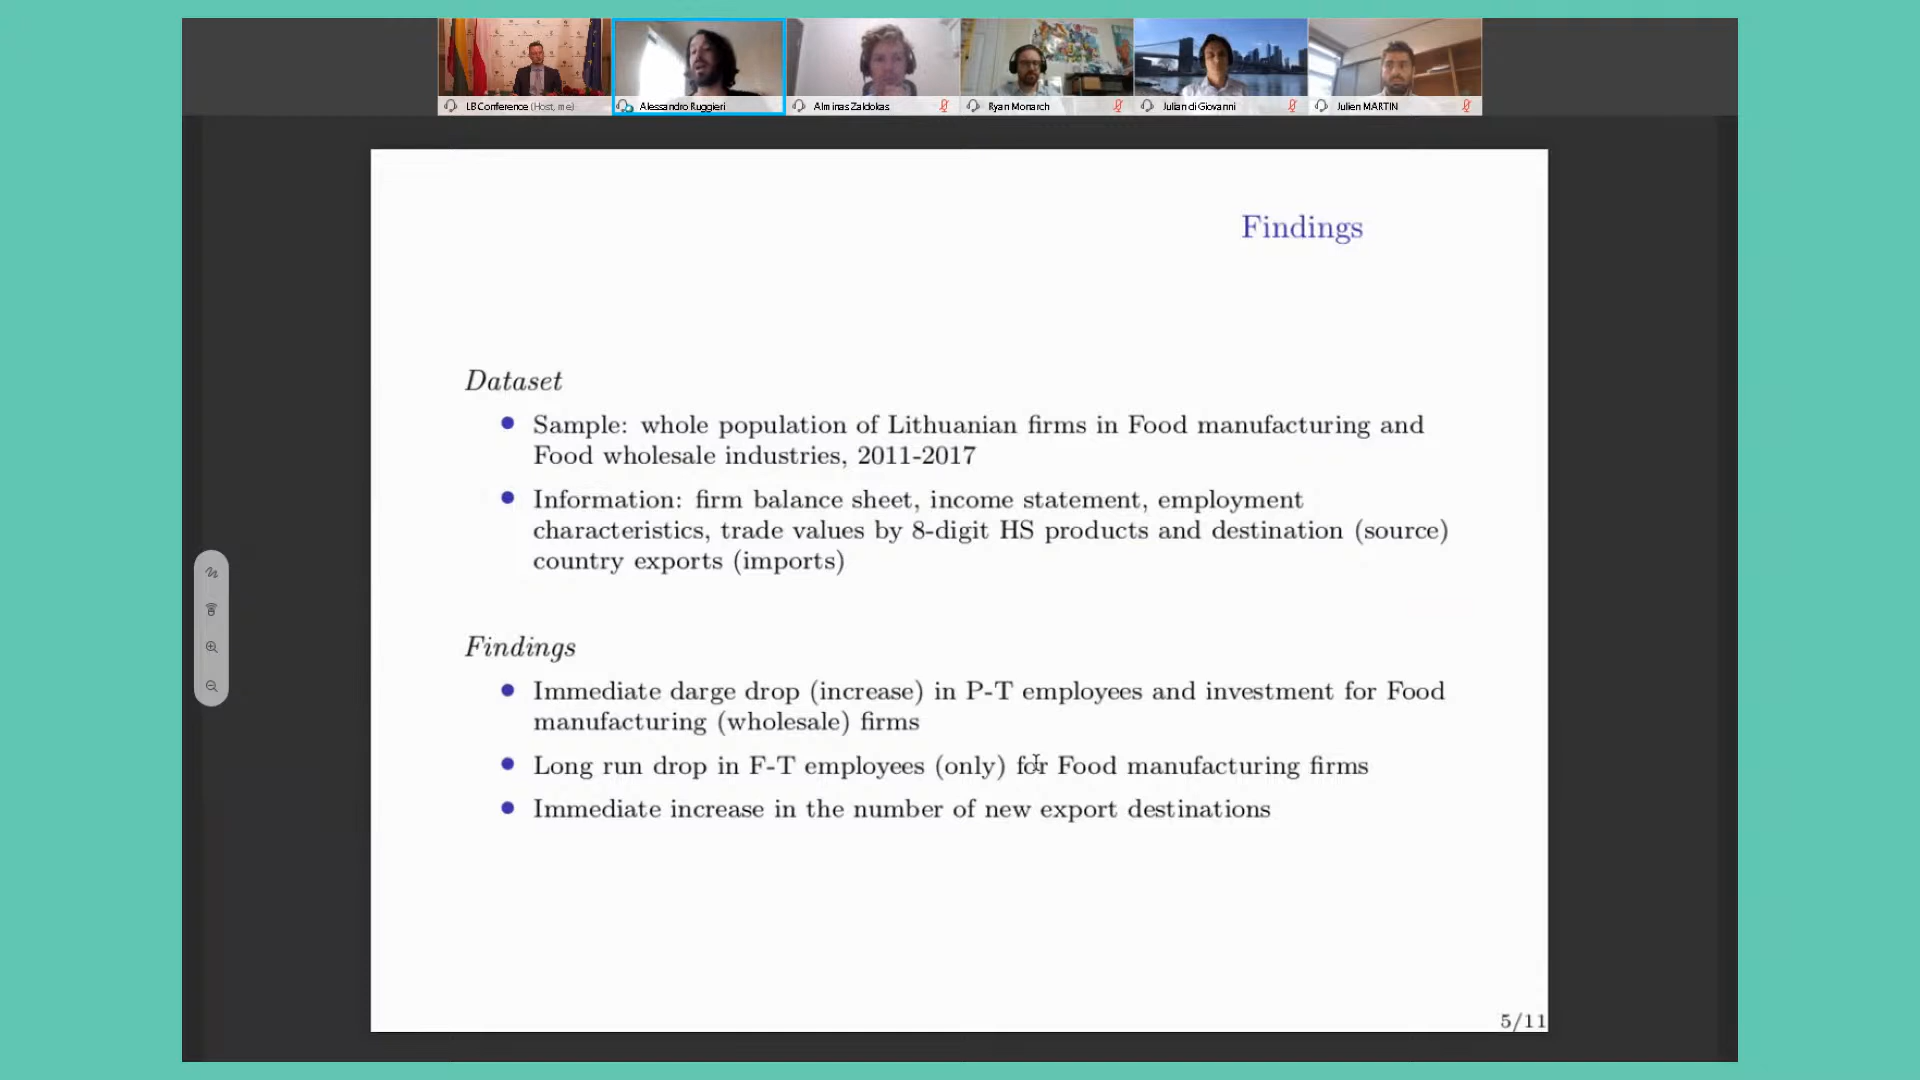 LB Conference (Host, me)
Alessandro Ruggieri
Alminas Zaldokas
Ryan Monarch
Julian di Giovanni
Julien MARTIN
Findings
Dataset
Sample: whole population of Lithuanian firms in Food manufacturing and
Food wholesale industries, 2011-2017
Information: firm balance sheet, income statement, employment
characteristics, trade values by 8-digit HS products and destination (source)
country exports (imports)
Findings
Immediate darge drop (increase) in P-T employees and investment for Food
manufacturing (wholesale) firms
Long run drop in F-T employees (only) for Food manufacturing firms
Immediate increase in the number of new export destinations
5/11